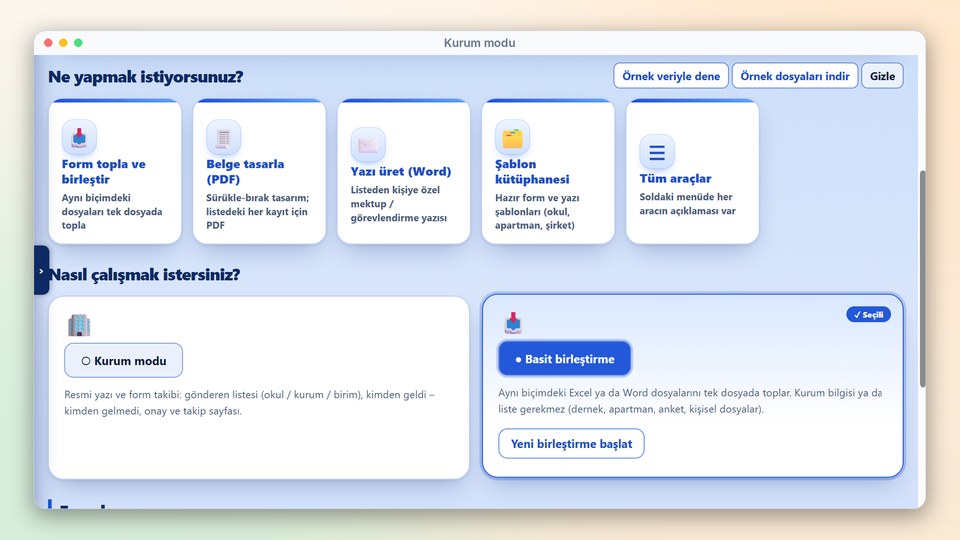 Kurum modu
Ne yapmak istiyorsunuz?
Örnek veriyle dene
Örnek dosyaları indir
Gizle
Form topla ve
birleştir
Aynı biçimdeki
dosyaları tek dosyada
topla
Belge tasarla
(PDF)
Sürükle-bırak tasarım;
listedeki her kayıt için
PDF
Yazı üret (Word)
Listeden kişiye özel
mektup /
görevlendirme yazısı
Şablon
kütüphanesi
Hazır form ve yazı
şablonları (okul,
apartman, şirket)
Tüm araçlar
Soldaki menüde her
aracın açıklaması var
Nasıl çalışmak istersiniz?
○ Kurum modu
Resmi yazı ve form takibi: gönderen listesi (okul / kurum / birim), kimden geldi –
kimden gelmedi, onay ve takip sayfası.
✓ Seçili
● Basit birleştirme
Aynı biçimdeki Excel ya da Word dosyalarını tek dosyada toplar. Kurum bilgisi ya da
liste gerekmez (dernek, apartman, anket, kişisel dosyalar).
Yeni birleştirme başlat